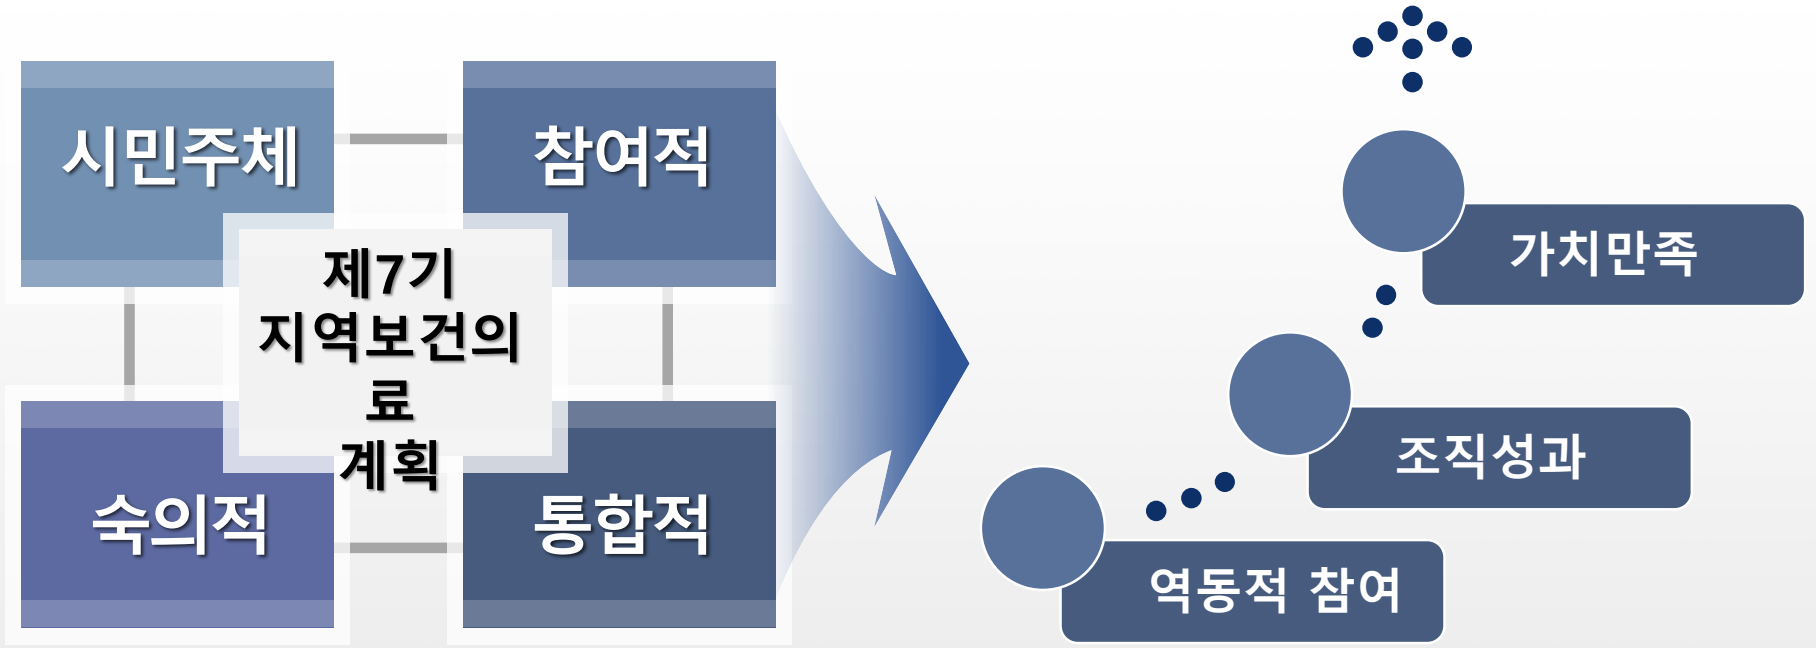 시민주체
참여적
제7기
지역보건의
료
계획
숙의적
통합적
가치만족
조직성과
역동적 참여